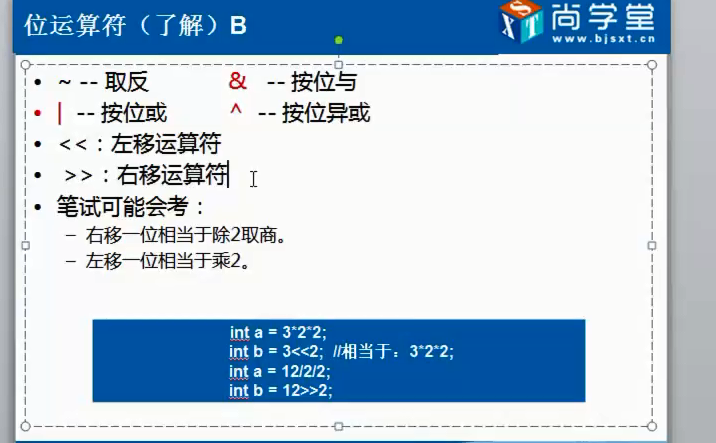 位运算符（了解）B
尚学堂
www.bjsxt.cn
SXT
• ~ -- 取反 & -- 按位与
• | -- 按位或 ^ -- 按位异或
• <<：左移运算符
• >>：右移运算符
• 笔试可能会考：
– 右移一位相当于除2取商。
– 左移一位相当于乘2。
int a = 3*2*2;
int b = 3<<2; //相当于：3*2*2;
int a = 12/2/2;
int b = 12>>2;